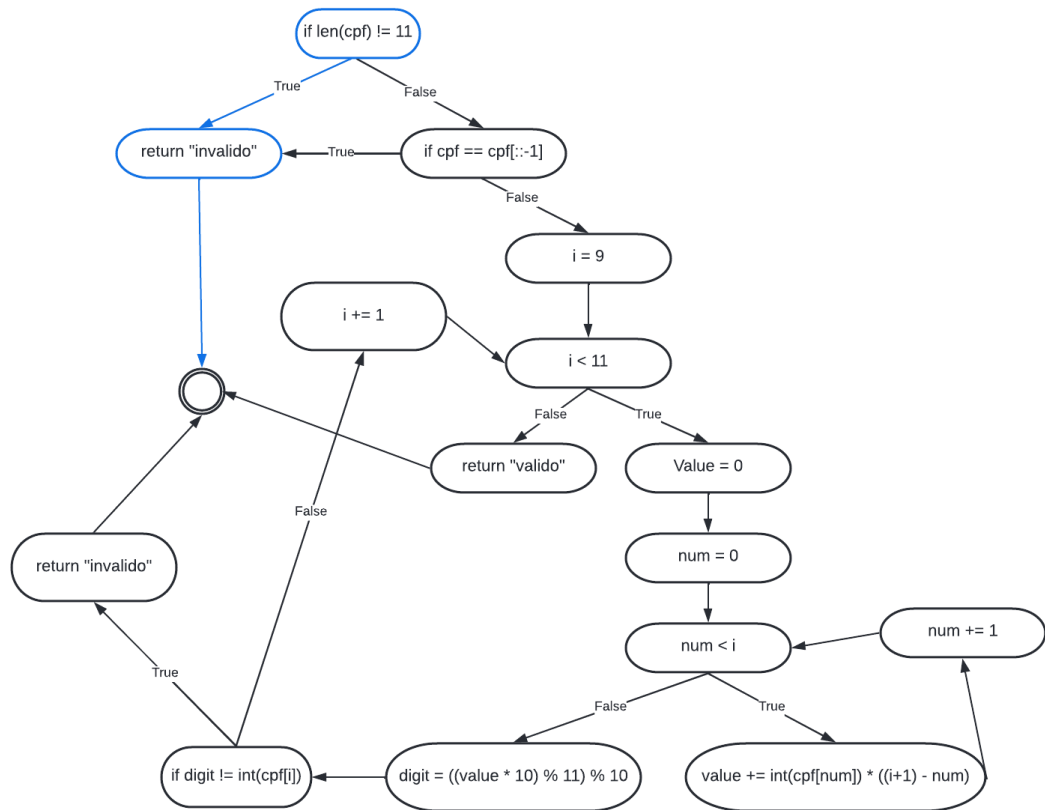 if len(cpf) != 11
True
False
return "invalido"
True
if cpf == cpf[::-1]
False
i = 9
i += 1
i < 11
False
True
return "valido"
Value = 0
False
return "invalido"
num = 0
num += 1
num < i
True
False
True
if digit != int(cpf[i])
digit = ((value * 10) % 11) % 10
value += int(cpf[num]) * ((i+1) - num)